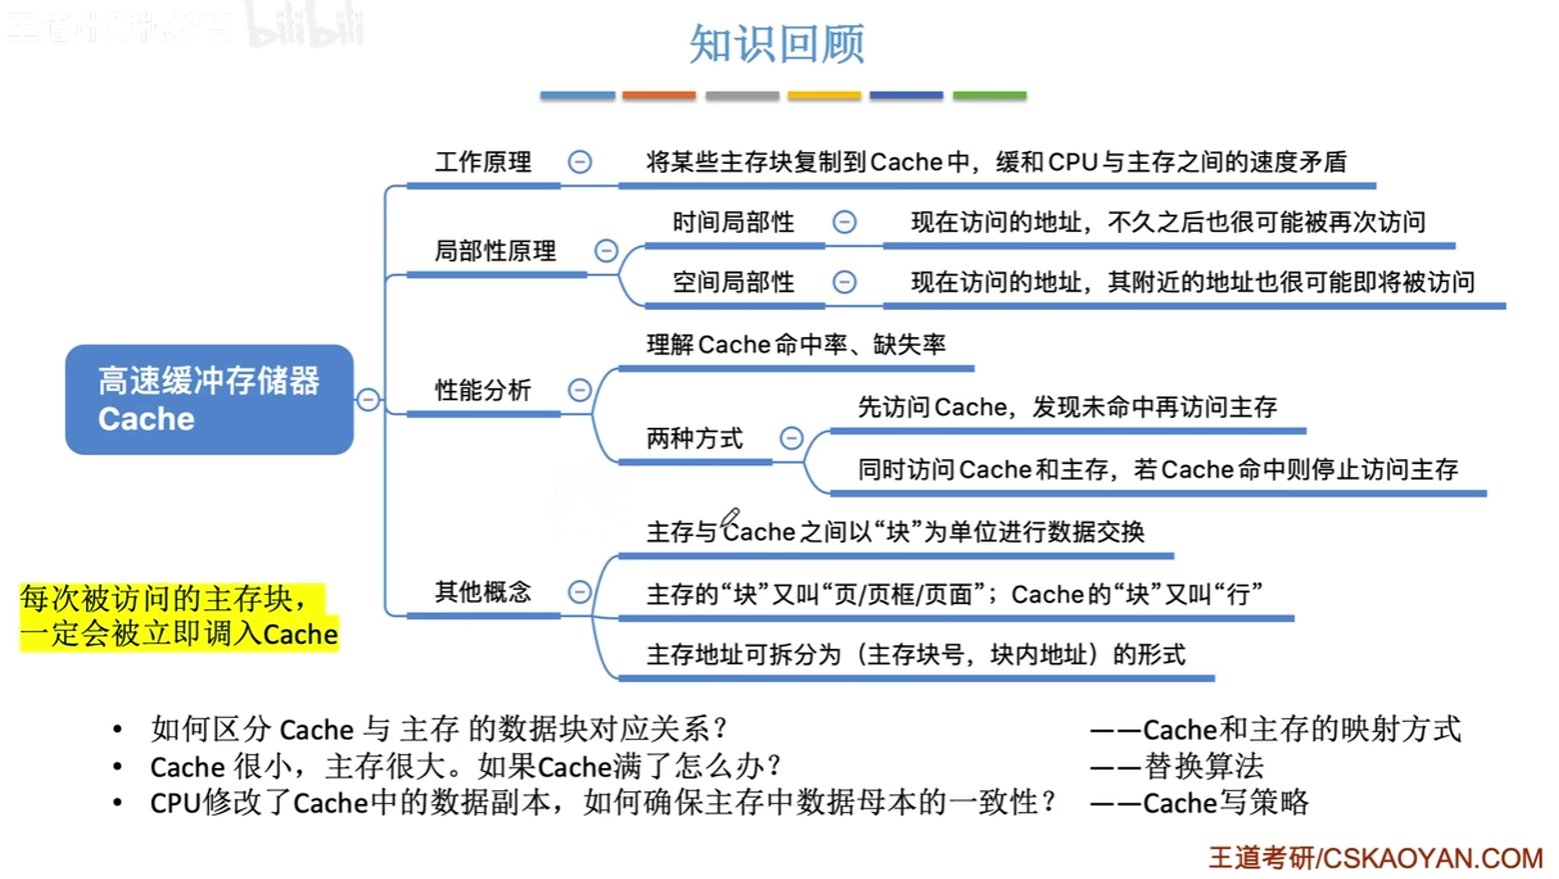 王道计算机教育
bilibili
知识回顾
工作原理
将某些主存块复制到Cache中，缓和CPU与主存之间的速度矛盾
局部性原理
时间局部性
现在访问的地址，不久之后也很可能被再次访问
空间局部性
现在访问的地址，其附近的地址也很可能即将被访问
高速缓冲存储器
Cache
性能分析
理解Cache命中率、缺失率
两种方式
先访问Cache，发现未命中再访问主存
同时访问Cache和主存，若Cache命中则停止访问主存
其他概念
主存与Cache之间以“块”为单位进行数据交换
主存的“块”又叫“页/页框/页面”；Cache的“块”又叫“行”
主存地址可拆分为（主存块号，块内地址）的形式
每次被访问的主存块，
一定会被立即调入Cache
• 如何区分 Cache 与 主存 的数据块对应关系？ ——Cache和主存的映射方式
• Cache 很小，主存很大。如果Cache满了怎么办？ ——替换算法
• CPU修改了Cache中的数据副本，如何确保主存中数据母本的一致性？ ——Cache写策略
王道考研/CSKAOYAN.COM